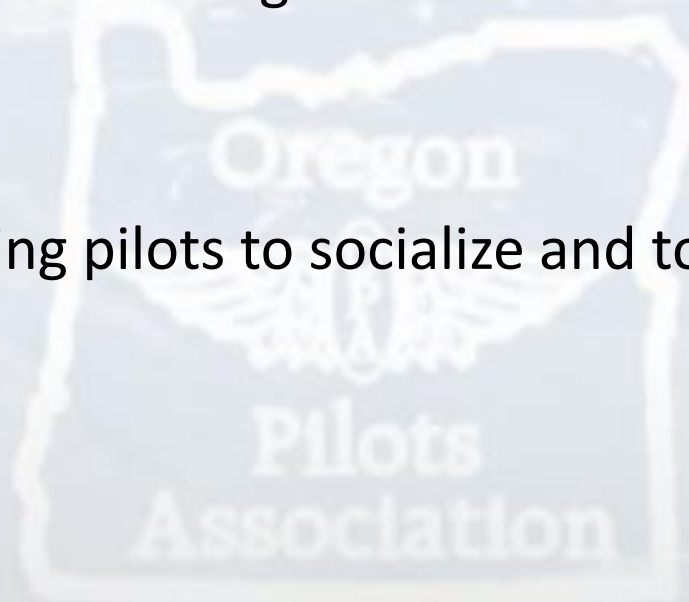 Oregon
ng pilots to socialize and to
O
P
A
Pilots
Association